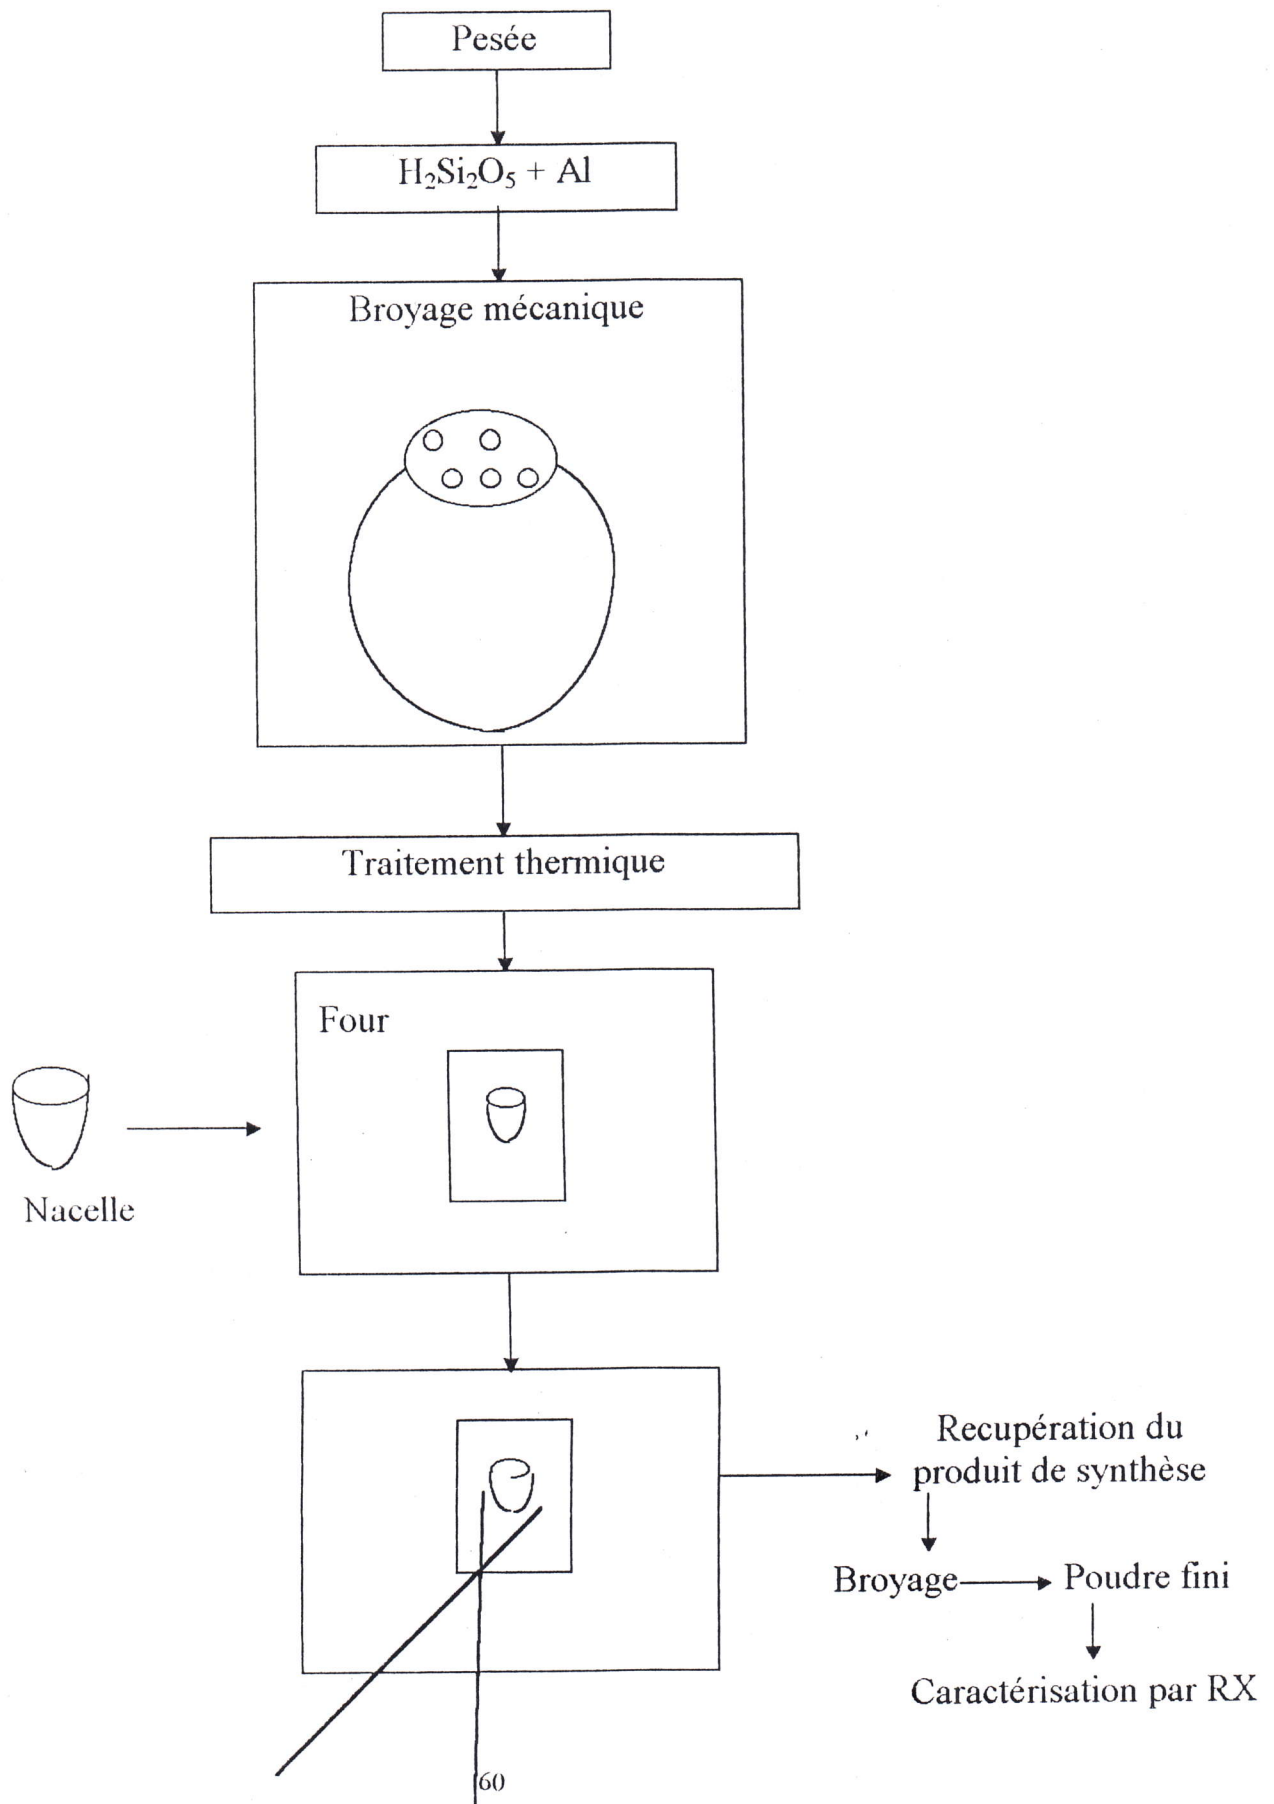 Pesée
H₂Si₂O₅ + Al
Broyage mécanique
Traitement thermique
Four
Nacelle
Recupération du
produit de synthèse
Broyage
Poudre fini
Caractérisation par RX
60